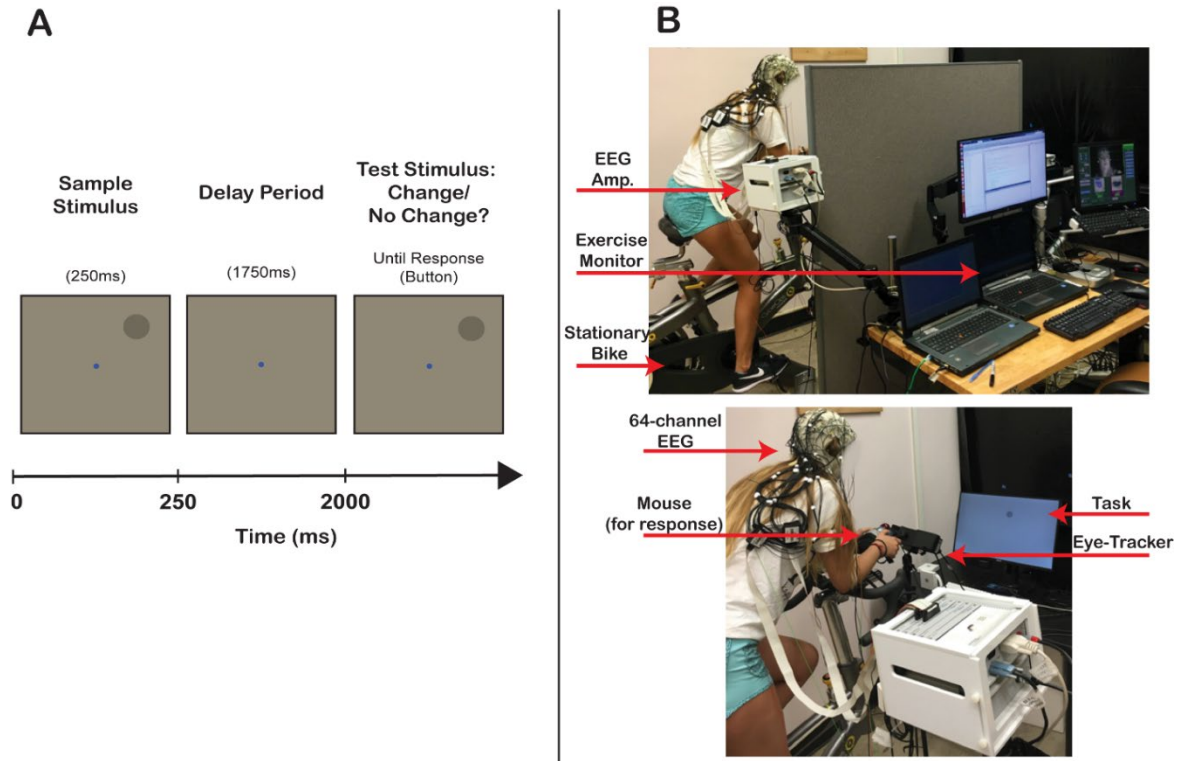 A
Sample
Stimulus
Delay Period
Test Stimulus:
Change/
No Change?
(250ms)
(1750ms)
Until Response
(Button)
0
250
2000
Time (ms)
B
EEG
Amp.
Exercise
Monitor
Stationary
Bike
64-channel
EEG
Mouse
(for response)
Task
Eye-Tracker